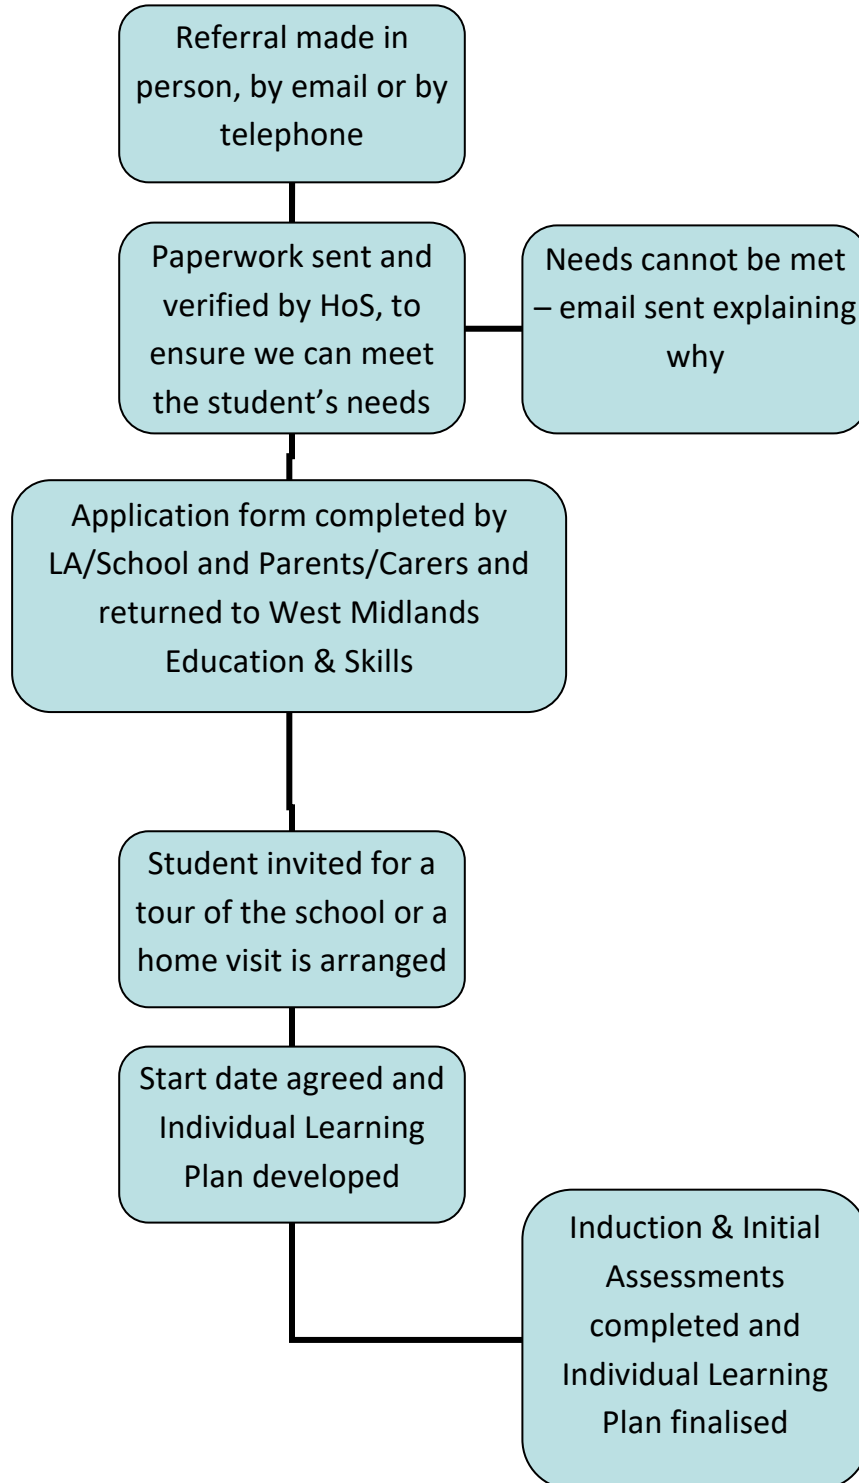 Referral made in
person, by email or by
telephone
Paperwork sent and
verified by HoS, to
ensure we can meet
the student’s needs
Needs cannot be met
– email sent explaining
why
Application form completed by
LA/School and Parents/Carers and
returned to West Midlands
Education & Skills
Student invited for a
tour of the school or a
home visit is arranged
Start date agreed and
Individual Learning
Plan developed
Induction & Initial
Assessments
completed and
Individual Learning
Plan finalised